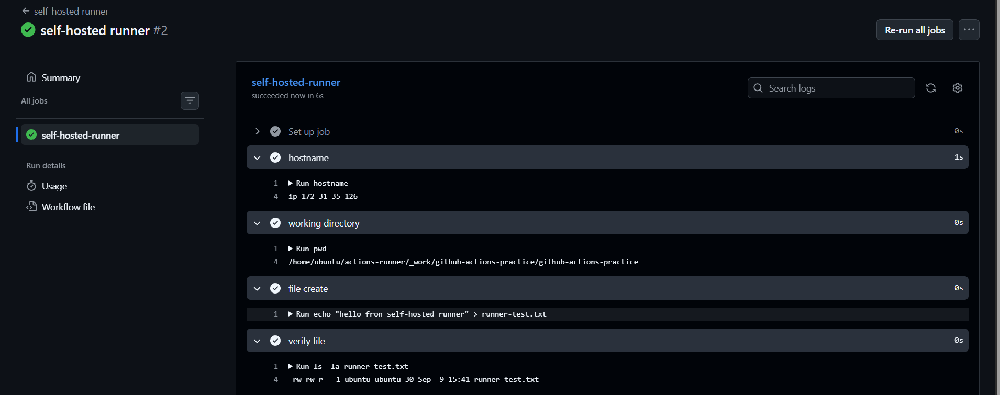 self-hosted runner
self-hosted runner #2
Re-run all jobs
Summary
All jobs
self-hosted-runner
Run details
Usage
Workflow file
self-hosted-runner
succeeded now in 6s
Search logs
Set up job 0s
hostname 1s
1 Run hostname
4 ip-172-31-35-126
working directory 0s
1 Run pwd
4 /home/ubuntu/actions-runner/_work/github-actions-practice/github-actions-practice
file create 0s
1 Run echo "hello fron self-hosted runner" > runner-test.txt
verify file 0s
1 Run ls -la runner-test.txt
4 -rw-rw-r-- 1 ubuntu ubuntu 30 Sep  9 15:41 runner-test.txt